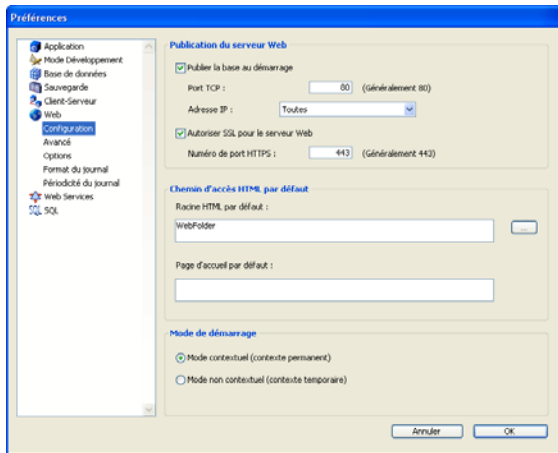 Préférences
Application
Mode Développement
Base de données
Sauvegarde
Client-Serveur
Web
Configuration
Avancé
Options
Format du journal
Périodicité du journal
Web Services
SQL
Publication du serveur Web
Publier la base au démarrage
Port TCP : 80 (Généralement 80)
Adresse IP : Toutes
Autoriser SSL pour le serveur Web
Numéro de port HTTPS : 443 (Généralement 443)
Chemin d'accès HTML par défaut
Racine HTML par défaut :
WebFolder
...
Page d'accueil par défaut :
Mode de démarrage
Mode contextuel (contexte permanent)
Mode non contextuel (contexte temporaire)
Annuler OK